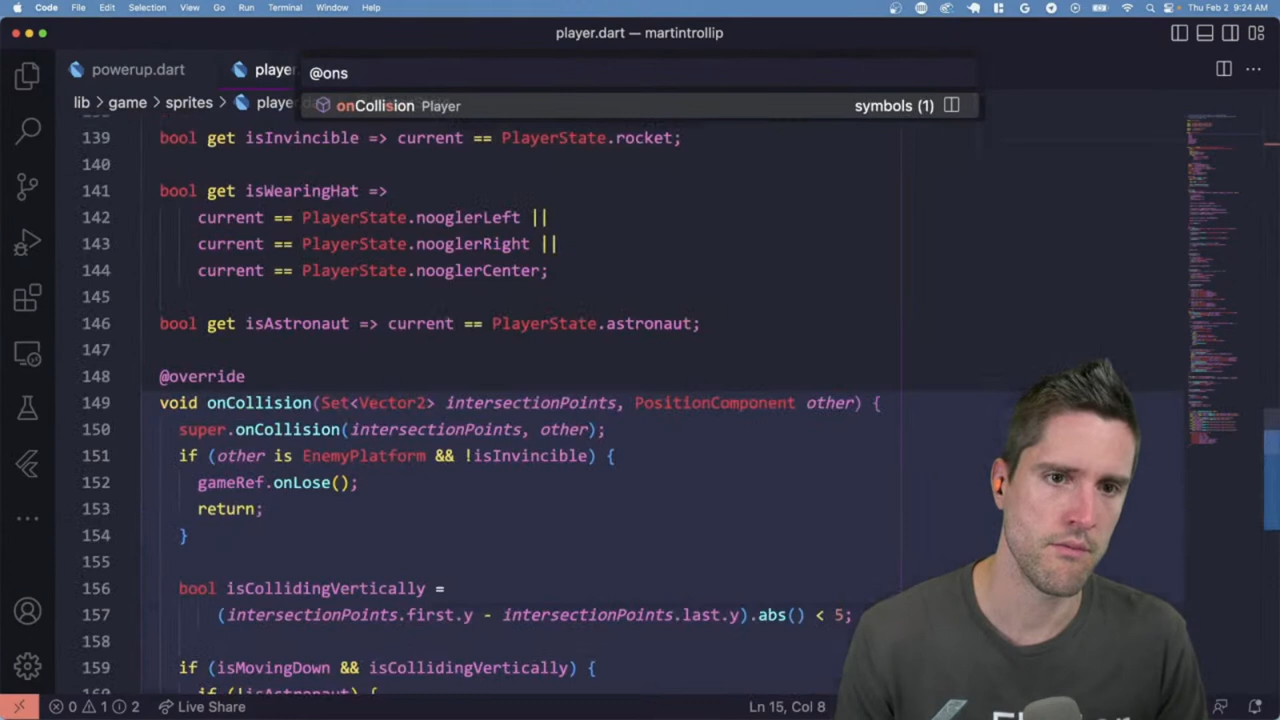 Code File Edit Selection View Go Run Terminal Window Help Thu Feb 2 9:24 AM
player.dart — martintrollip
powerup.dart player
@ons
lib > game > sprites > player
onCollision Player symbols (1)
139 bool get isInvincible => current == PlayerState.rocket;
140
141 bool get isWearingHat =>
142 current == PlayerState.nooglerLeft ||
143 current == PlayerState.nooglerRight ||
144 current == PlayerState.nooglerCenter;
145
146 bool get isAstronaut => current == PlayerState.astronaut;
147
148 @override
149 void onCollision(Set<Vector2> intersectionPoints, PositionComponent other) {
150 super.onCollision(intersectionPoints, other);
151 if (other is EnemyPlatform && !isInvincible) {
152 gameRef.onLose();
153 return;
154 }
155
156 bool isCollidingVertically =
157 (intersectionPoints.first.y - intersectionPoints.last.y).abs() < 5;
158
159 if (isMovingDown && isCollidingVertically) {
160 if (!isAstronaut) {
0 1 2 Live Share Ln 15, Col 8